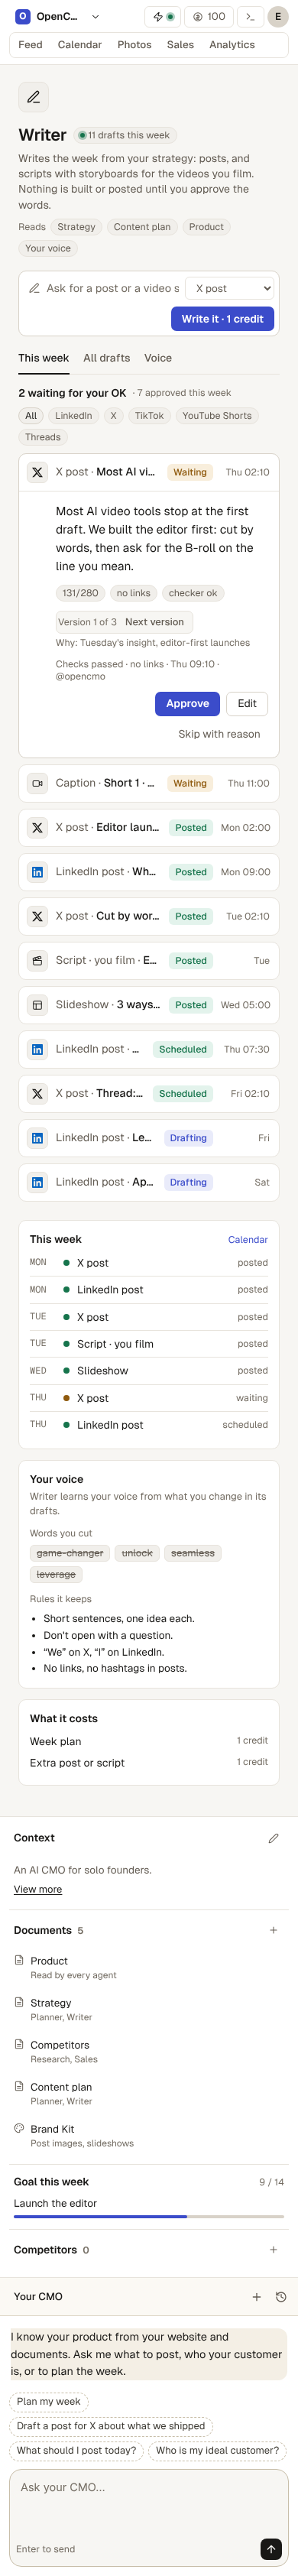 O OpenC...
100
E
Feed Calendar Photos Sales Analytics
Writer 11 drafts this week
Writes the week from your strategy: posts, and
scripts with storyboards for the videos you film.
Nothing is built or posted until you approve the
words.
Reads Strategy Content plan Product
Your voice
Ask for a post or a video s X post
Write it · 1 credit
This week All drafts Voice
2 waiting for your OK · 7 approved this week
All LinkedIn X TikTok YouTube Shorts
Threads
X post · Most AI vi... Waiting Thu 02:10
Most AI video tools stop at the first
draft. We built the editor first: cut by
words, then ask for the B-roll on the
line you mean.
131/280 no links checker ok
Version 1 of 3 Next version
Why: Tuesday's insight, editor-first launches
Checks passed · no links · Thu 09:10 ·
@opencmo
Approve Edit
Skip with reason
Caption · Short 1 · ... Waiting Thu 11:00
X post · Editor laun... Posted Mon 02:00
LinkedIn post · Wh... Posted Mon 09:00
X post · Cut by wor... Posted Tue 02:10
Script · you film · E... Posted Tue
Slideshow · 3 ways... Posted Wed 05:00
LinkedIn post · ... Scheduled Thu 07:30
X post · Thread:... Scheduled Fri 02:10
LinkedIn post · Le... Drafting Fri
LinkedIn post · Ap... Drafting Sat
This week Calendar
MON X post posted
MON LinkedIn post posted
TUE X post posted
TUE Script · you film posted
WED Slideshow posted
THU X post waiting
THU LinkedIn post scheduled
Your voice
Writer learns your voice from what you change in its
drafts.
Words you cut
game-changer unlock seamless
leverage
Rules it keeps
• Short sentences, one idea each.
• Don't open with a question.
• “We” on X, “I” on LinkedIn.
• No links, no hashtags in posts.
What it costs
Week plan 1 credit
Extra post or script 1 credit
Context
An AI CMO for solo founders.
View more
Documents 5
Product
Read by every agent
Strategy
Planner, Writer
Competitors
Research, Sales
Content plan
Planner, Writer
Brand Kit
Post images, slideshows
Goal this week 9 / 14
Launch the editor
Competitors 0
Your CMO
I know your product from your website and
documents. Ask me what to post, who your customer
is, or to plan the week.
Plan my week
Draft a post for X about what we shipped
What should I post today? Who is my ideal customer?
Ask your CMO...
Enter to send